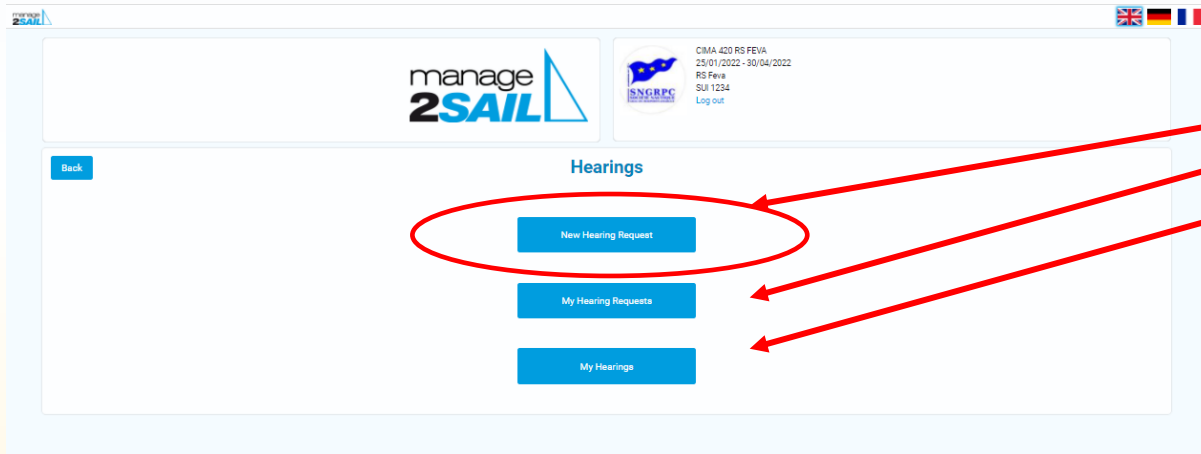 manage
2SAIL
manage
2SAIL
SNGRPC
CIMA 420 RS FEVA
25/01/2022 - 30/04/2022
RS Feva
SUI 1234
Log out
Back
Hearings
New Hearing Request
My Hearing Requests
My Hearings